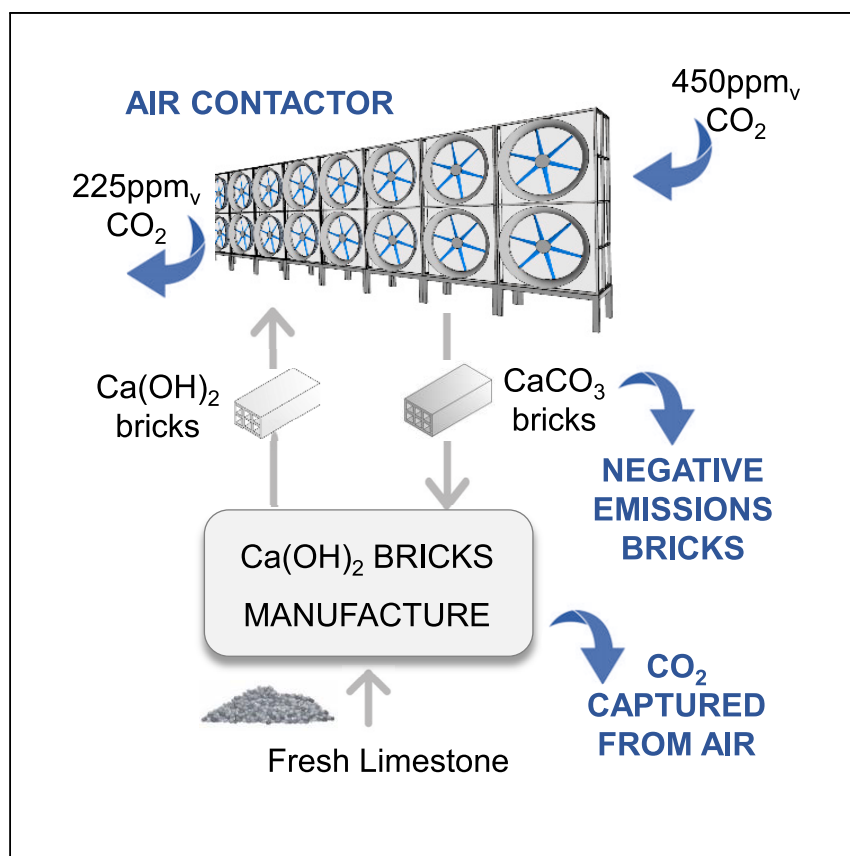 AIR CONTACTOR
450ppmᵥ
CO₂
225ppmᵥ
CO₂
Ca(OH)₂
bricks
CaCO₃
bricks
NEGATIVE
EMISSIONS
BRICKS
Ca(OH)₂ BRICKS
MANUFACTURE
CO₂
CAPTURED
FROM AIR
Fresh Limestone